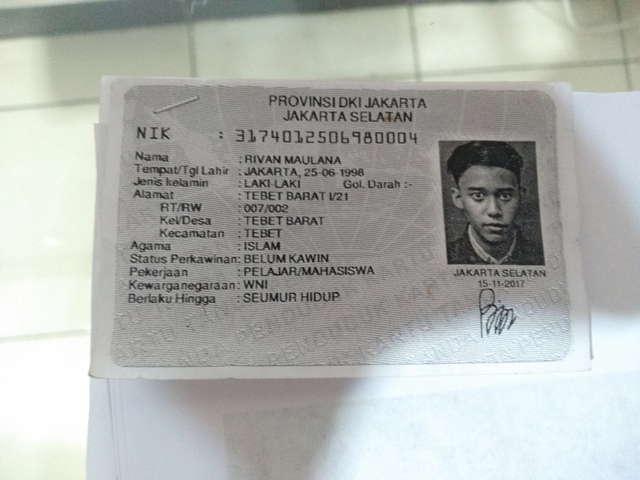 PROVINSI DKI JAKARTA
JAKARTA SELATAN
NIK : 3174012506980004
Nama : RIVAN MAULANA
Tempat/Tgl Lahir : JAKARTA, 25-06-1998
Jenis kelamin : LAKI-LAKI Gol. Darah :-
Alamat : TEBET BARAT I/21
RT/RW : 007/002
Kel/Desa : TEBET BARAT
Kecamatan : TEBET
Agama : ISLAM
Status Perkawinan: BELUM KAWIN
Pekerjaan : PELAJAR/MAHASISWA
Kewarganegaraan: WNI
Berlaku Hingga : SEUMUR HIDUP
JAKARTA SELATAN
15-11-2017